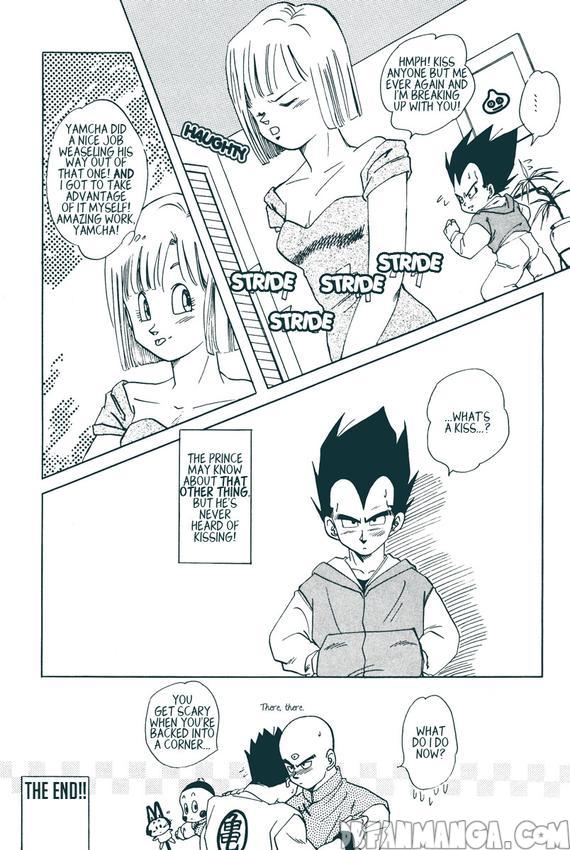 HMPH! KISS
ANYONE BUT ME
EVER AGAIN AND
I'M BREAKING
UP WITH YOU!
....
HAUGHTY
STRIDE
STRIDE
STRIDE
STRIDE
YAMCHA DID
A NICE JOB
WEASELING HIS
WAY OUT OF
THAT ONE! AND
I GOT TO TAKE
ADVANTAGE
OF IT MYSELF!
AMAZING WORK,
YAMCHA!
...WHAT'S
A KISS...?
THE PRINCE
MAY KNOW
ABOUT THAT
OTHER THING,
BUT HE'S
NEVER
HEARD OF
KISSING!
YOU
GET SCARY
WHEN YOU'RE
BACKED INTO
A CORNER...
There, there.
WHAT
DO I DO
NOW?
亀
THE END!!
DBFANMANGA.COM